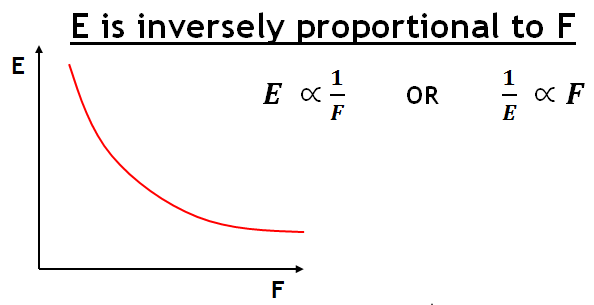 E is inversely proportional to F
E
E ∝ 1/F OR 1/E ∝ F
F